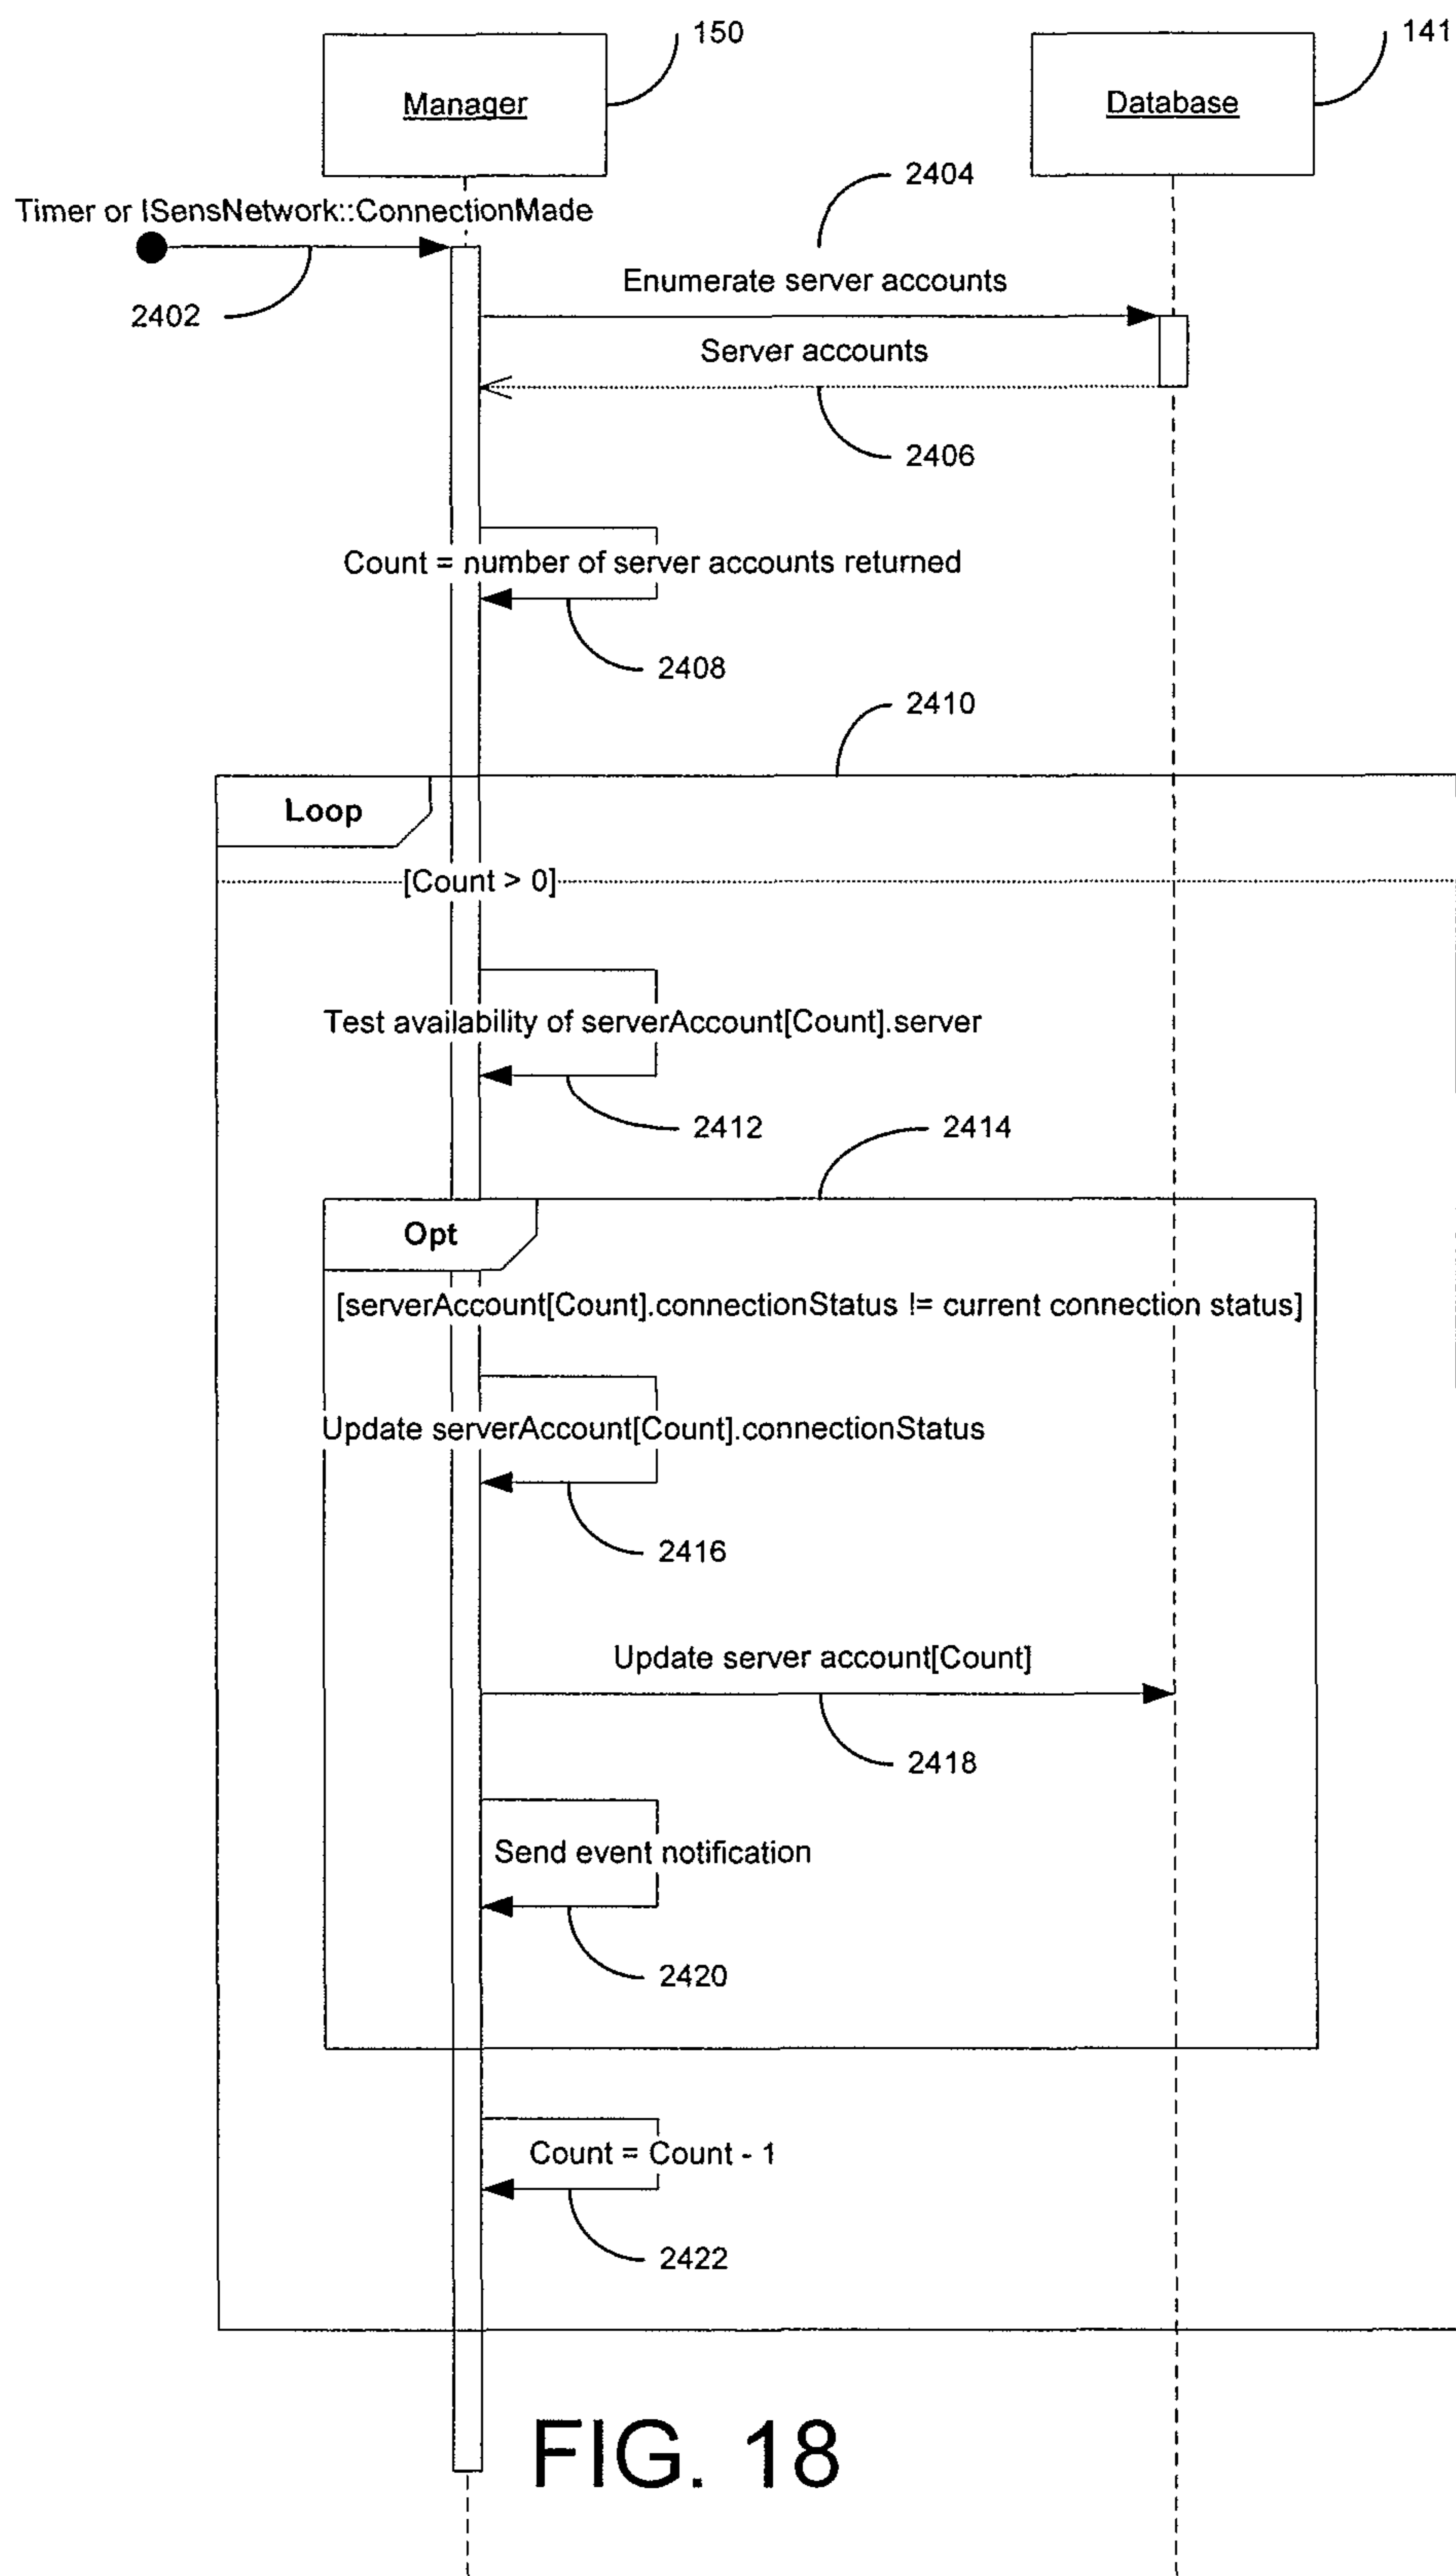 150
141
Manager
Database
2404
Timer or ISensNetwork::ConnectionMade
Enumerate server accounts
2402
Server accounts
2406
Count = number of server accounts returned
2408
2410
Loop
[Count > 0]
Test availability of serverAccount[Count].server
2412
2414
Opt
[serverAccount[Count].connectionStatus != current connection status]
Update serverAccount[Count].connectionStatus
2416
Update server account[Count]
2418
Send event notification
2420
Count = Count - 1
2422
FIG. 18